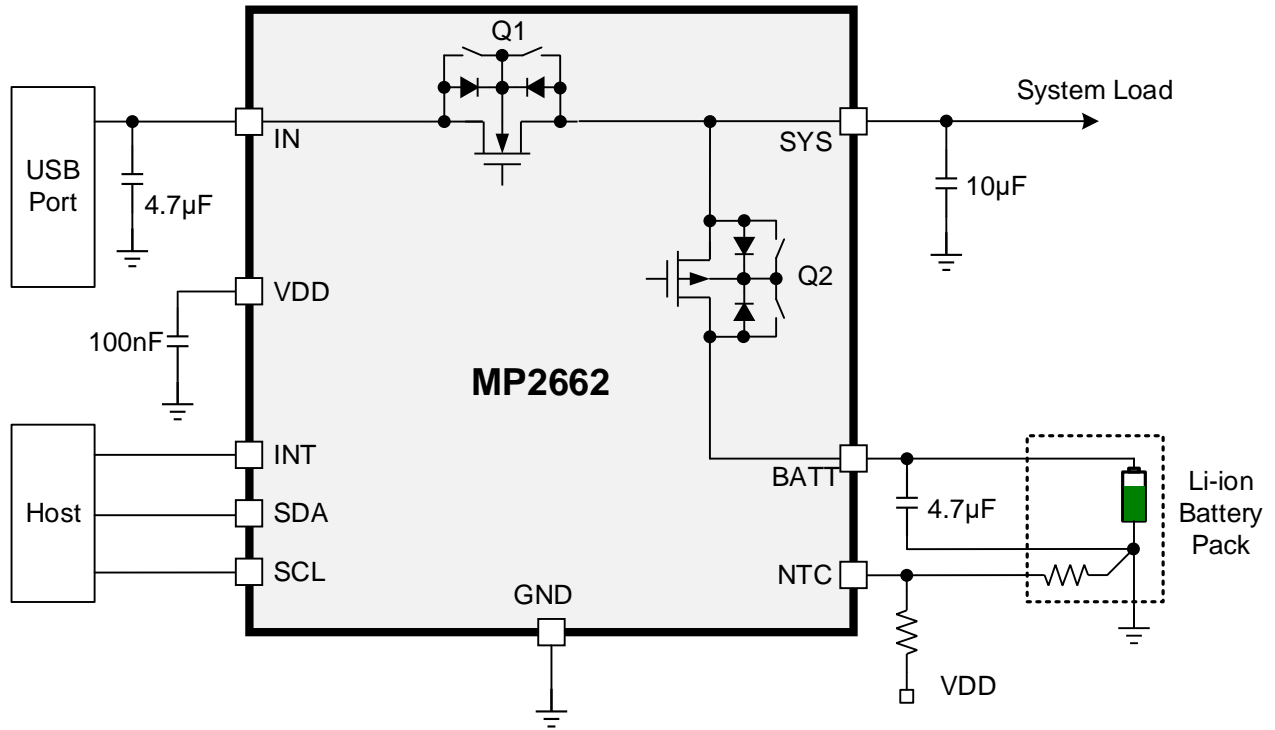 Q1
System Load
IN
SYS
USB
Port
4.7µF
10µF
Q2
VDD
100nF
MP2662
INT
BATT
Li-ion
Battery
Pack
4.7µF
Host
SDA
SCL
NTC
GND
VDD